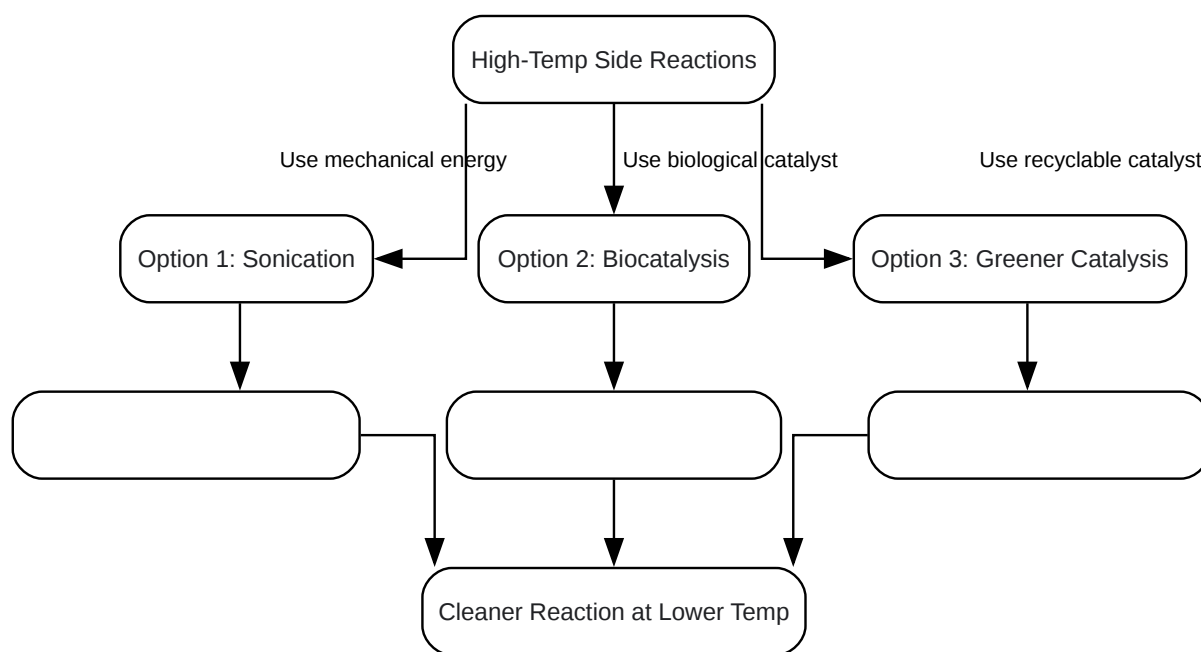 High-Temp Side Reactions
Use mechanical energy
Use biological catalyst
Use recyclable catalyst
Option 1: Sonication
Option 2: Biocatalysis
Option 3: Greener Catalysis
Cleaner Reaction at Lower Temp